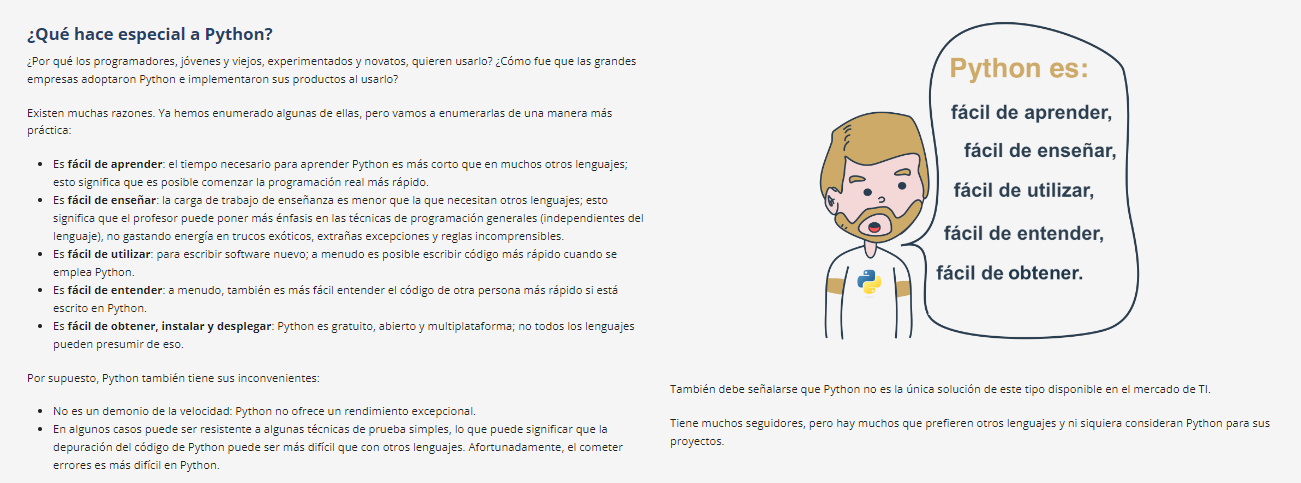 ¿Qué hace especial a Python?
¿Por qué los programadores, jóvenes y viejos, experimentados y novatos, quieren usarlo? ¿Cómo fue que las grandes
empresas adoptaron Python e implementaron sus productos al usarlo?
Existen muchas razones. Ya hemos enumerado algunas de ellas, pero vamos a enumerarlas de una manera más
práctica:
• Es fácil de aprender: el tiempo necesario para aprender Python es más corto que en muchos otros lenguajes;
esto significa que es posible comenzar la programación real más rápido.
• Es fácil de enseñar: la carga de trabajo de enseñanza es menor que la que necesitan otros lenguajes; esto
significa que el profesor puede poner más énfasis en las técnicas de programación generales (independientes del
lenguaje), no gastando energía en trucos exóticos, extrañas excepciones y reglas incomprensibles.
• Es fácil de utilizar: para escribir software nuevo; a menudo es posible escribir código más rápido cuando se
emplea Python.
• Es fácil de entender: a menudo, también es más fácil entender el código de otra persona más rápido si está
escrito en Python.
• Es fácil de obtener, instalar y desplegar: Python es gratuito, abierto y multiplataforma; no todos los lenguajes
pueden presumir de eso.
Por supuesto, Python también tiene sus inconvenientes:
• No es un demonio de la velocidad: Python no ofrece un rendimiento excepcional.
• En algunos casos puede ser resistente a algunas técnicas de prueba simples, lo que puede significar que la
depuración del código de Python puede ser más difícil que con otros lenguajes. Afortunadamente, el cometer
errores es más difícil en Python.
Python es:
fácil de aprender,
fácil de enseñar,
fácil de utilizar,
fácil de entender,
fácil de obtener.
También debe señalarse que Python no es la única solución de este tipo disponible en el mercado de TI.
Tiene muchos seguidores, pero hay muchos que prefieren otros lenguajes y ni siquiera consideran Python para sus
proyectos.